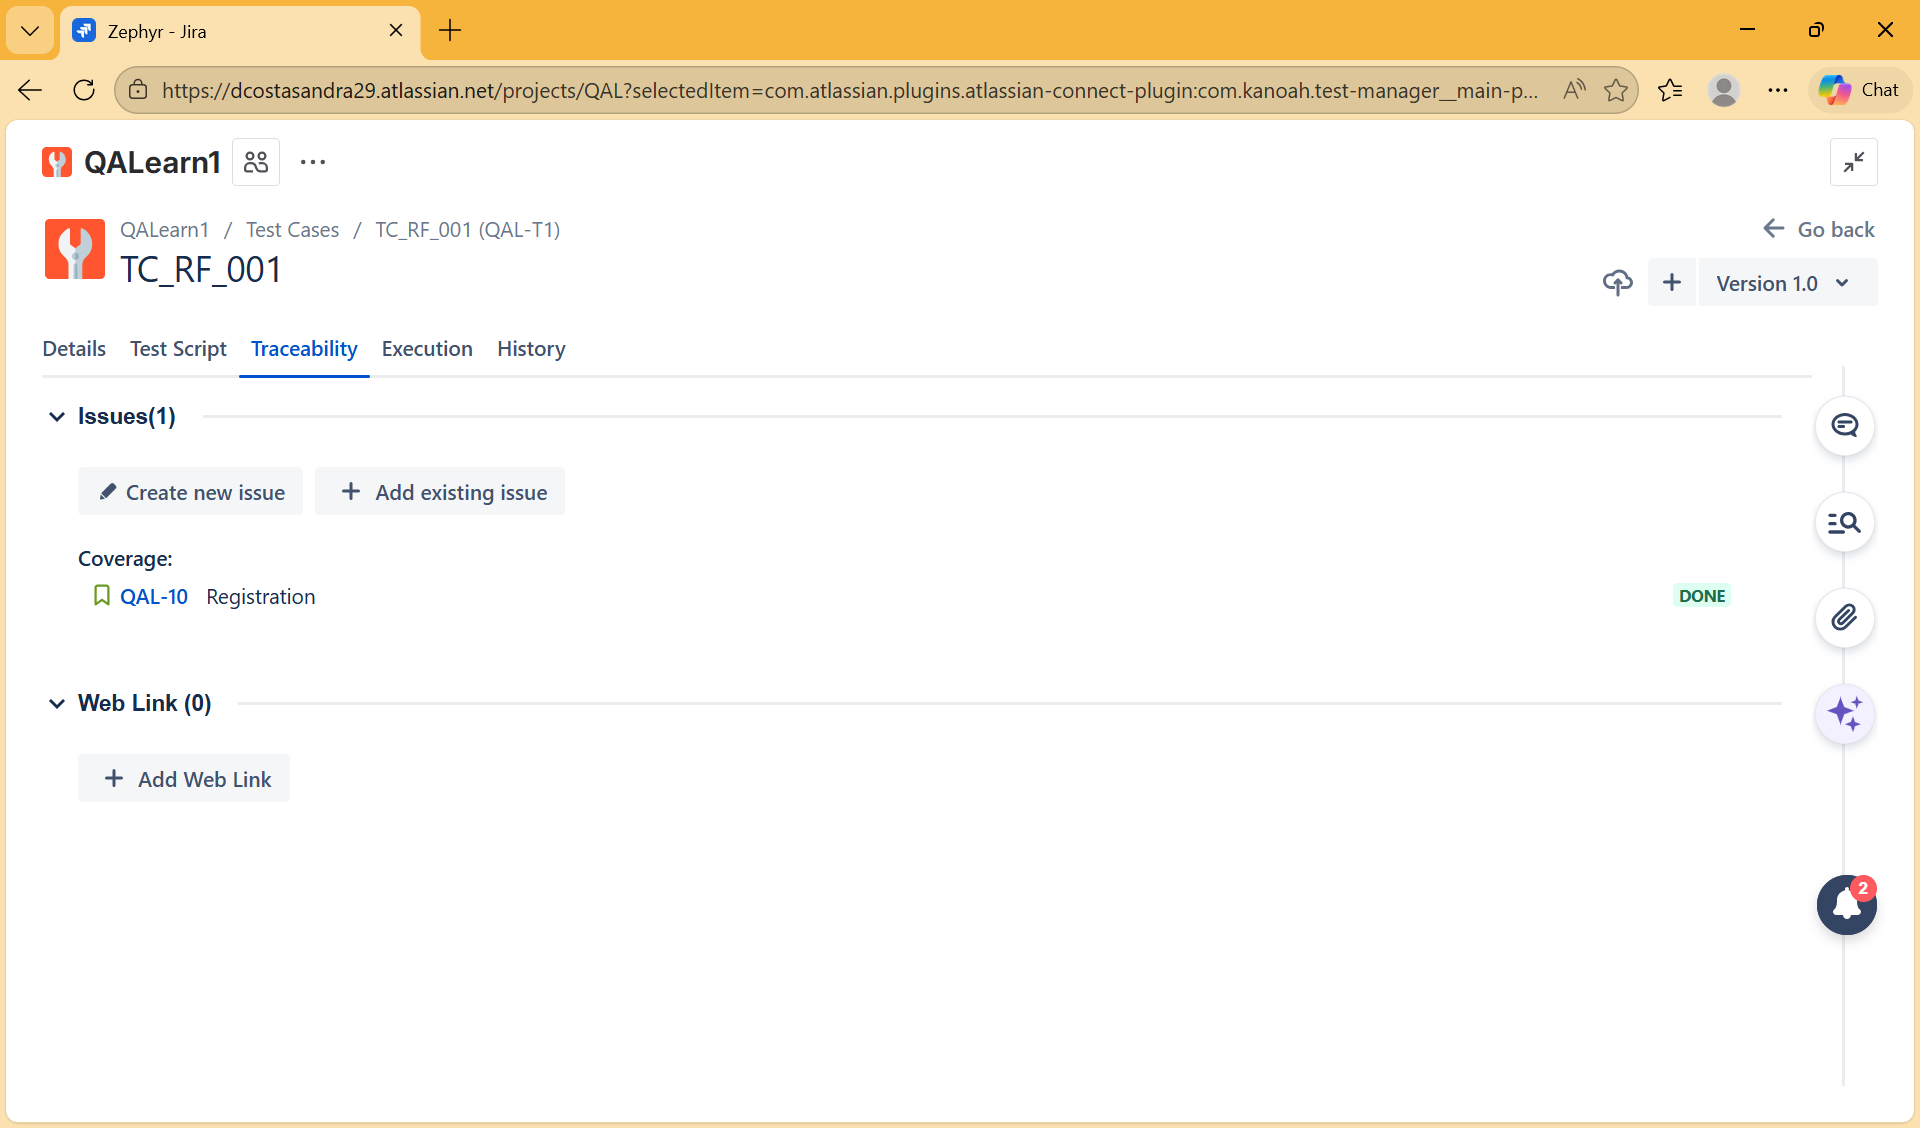 Zephyr - Jira
https://dcostasandra29.atlassian.net/projects/QAL?selectedItem=com.atlassian.plugins.atlassian-connect-plugin:com.kanoah.test-manager__main-p...
Chat
QALearn1
QALearn1 / Test Cases / TC_RF_001 (QAL-T1)
Go back
TC_RF_001
Version 1.0
Details Test Script Traceability Execution History
Issues(1)
Create new issue
Add existing issue
Coverage:
QAL-10 Registration DONE
Web Link (0)
Add Web Link
2